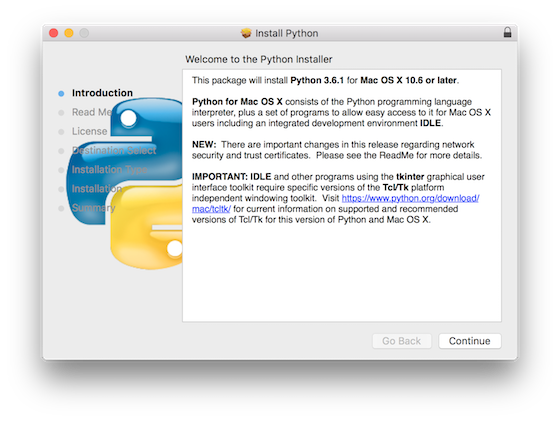 Install Python
Welcome to the Python Installer
Introduction
Read Me
License
Destination Select
Installation Type
Installation
Summary
This package will install Python 3.6.1 for Mac OS X 10.6 or later.
Python for Mac OS X consists of the Python programming language
interpreter, plus a set of programs to allow easy access to it for Mac OS X
users including an integrated development environment IDLE.
NEW:  There are important changes in this release regarding network
security and trust certificates.  Please see the ReadMe for more details.
IMPORTANT: IDLE and other programs using the tkinter graphical user
interface toolkit require specific versions of the Tcl/Tk platform
independent windowing toolkit.  Visit https://www.python.org/download/
mac/tcltk/ for current information on supported and recommended
versions of Tcl/Tk for this version of Python and Mac OS X.
Go Back
Continue